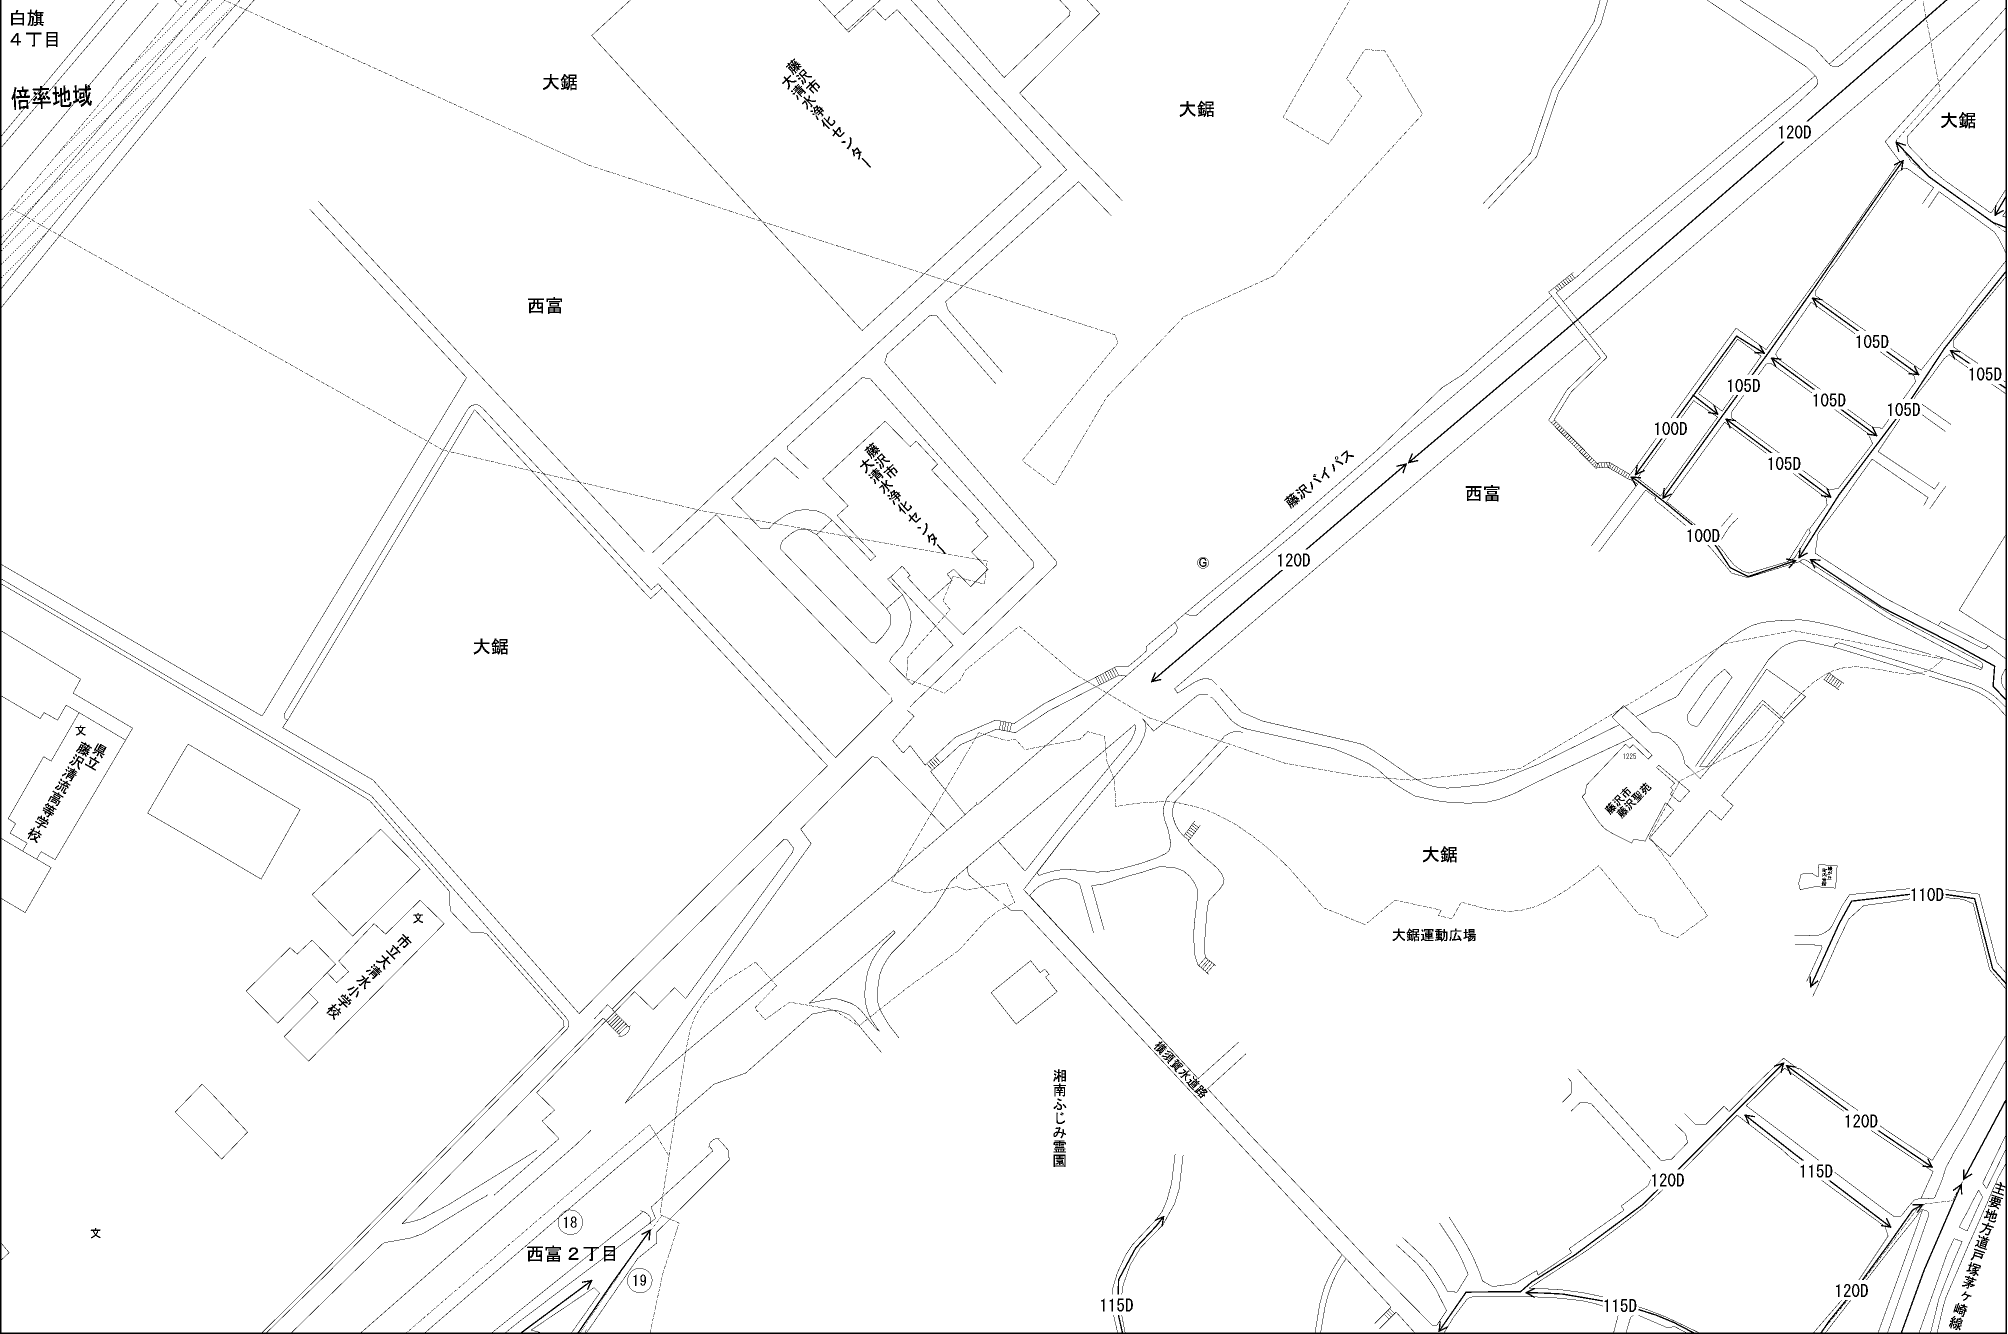 白旗
４丁目
倍率地域
大鋸
藤沢市
大清水浄化センター
大鋸
120D
大鋸
西富
105D
105D
105D
105D
105D
100D
105D
100D
藤沢市
大清水浄化センター
藤沢バイパス
西富
120D
G
大鋸
文
県立
藤沢清流高等学校
1225
藤沢市
藤沢聖苑
大鋸
大鋸運動広場
110D
文
市立大清水小学校
横須賀水道路
湘南ふじみ霊園
120D
115D
120D
主要地方道戸塚茅ヶ崎線
文
18
西富２丁目
19
115D
115D
120D